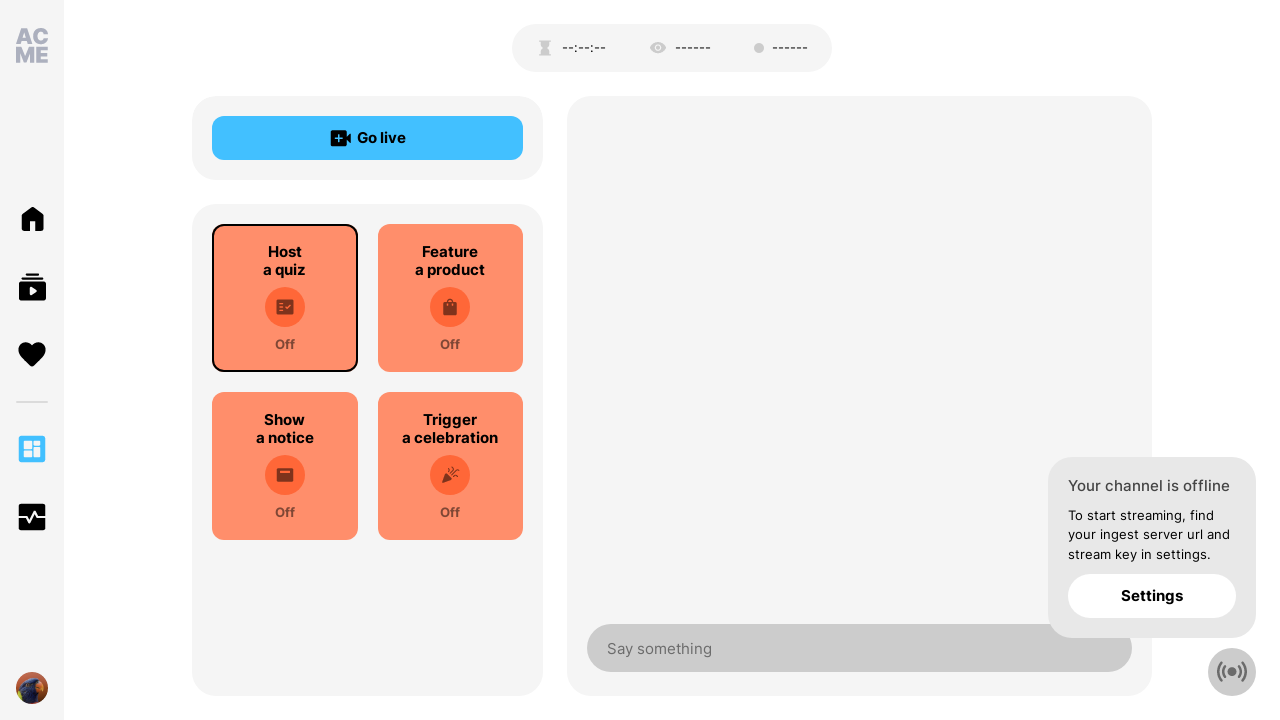 AC
ME
--:--:--
------
------
Go live
Host
a quiz
Off
Feature
a product
Off
Show
a notice
Off
Trigger
a celebration
Off
Say something
Your channel is offline
To start streaming, find
your ingest server url and
stream key in settings.
Settings